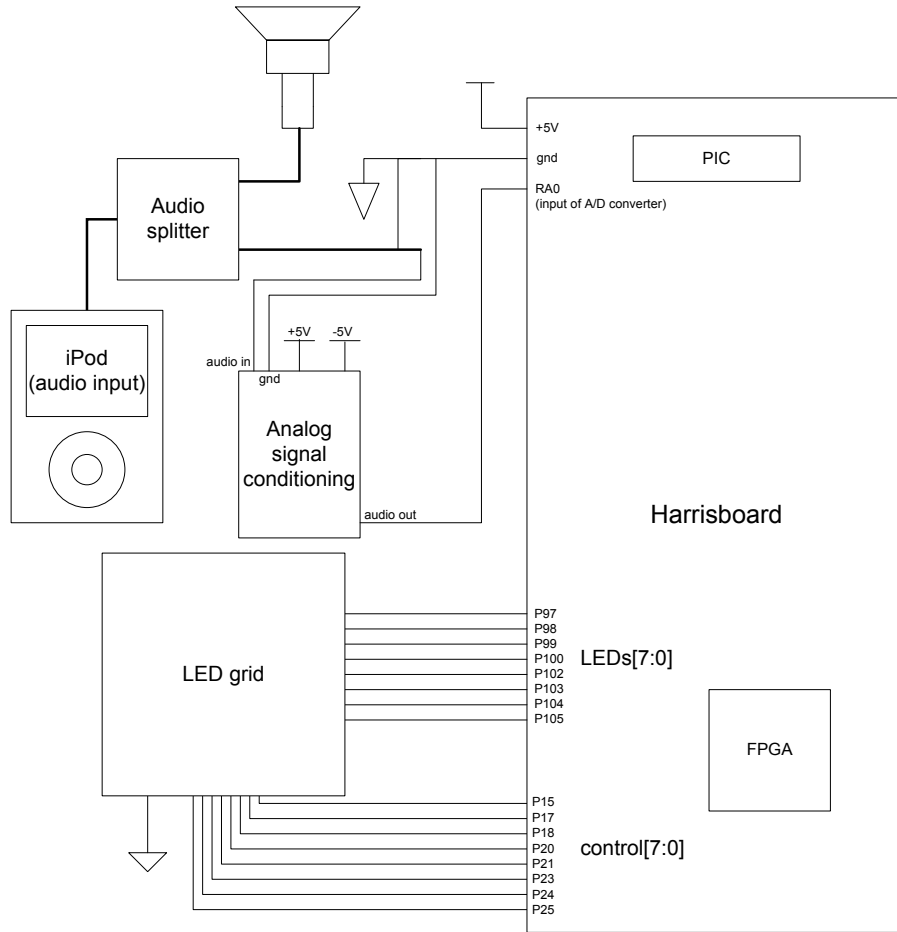 +5V
gnd
PIC
RA0
(input of A/D converter)
Audio
splitter
iPod
(audio input)
+5V
-5V
audio in
gnd
Analog
signal
conditioning
audio out
Harrisboard
LED grid
P97
P98
P99
P100
P102
P103
P104
P105
LEDs[7:0]
FPGA
P15
P17
P18
P20
P21
P23
P24
P25
control[7:0]